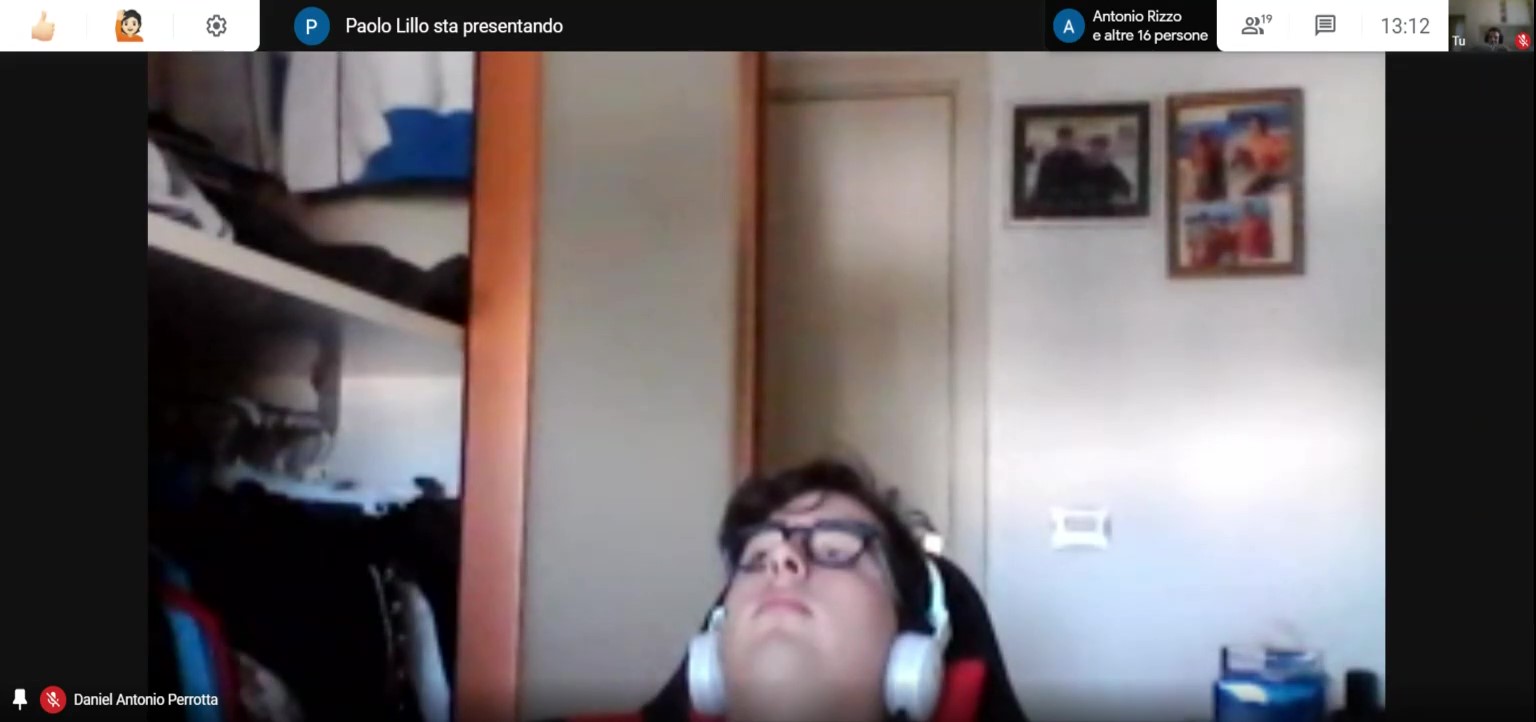 P Paolo Lillo sta presentando
A Antonio Rizzo
e altre 16 persone
19
13:12
Tu
Daniel Antonio Perrotta